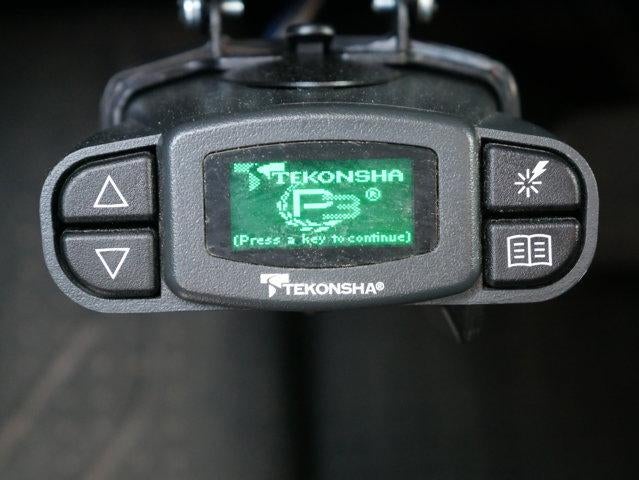 TEKONSHA
P3®
(Press a key to continue)
TEKONSHA®